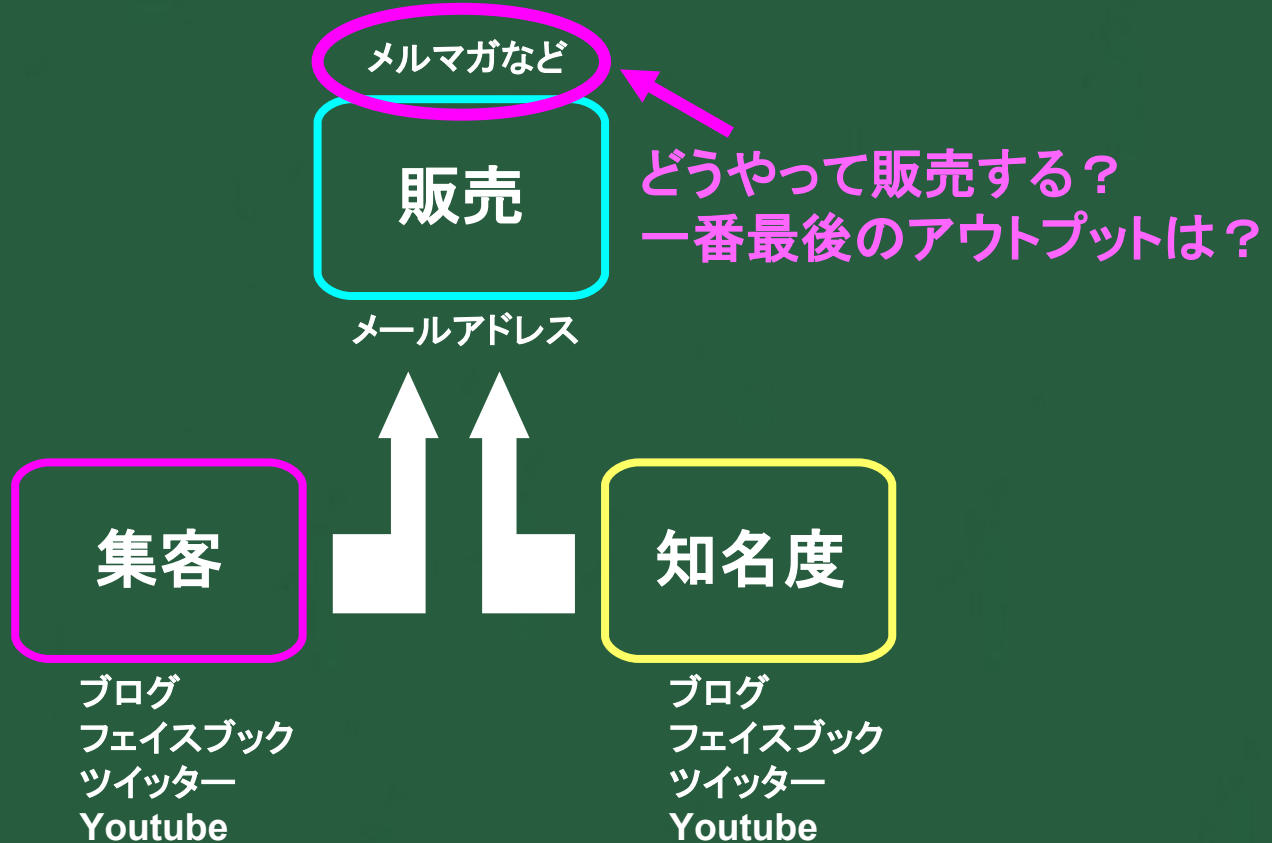 メルマガなど
販売
どうやって販売する？
一番最後のアウトプットは？
メールアドレス
集客
知名度
ブログ
フェイスブック
ツイッター
Youtube
ブログ
フェイスブック
ツイッター
Youtube